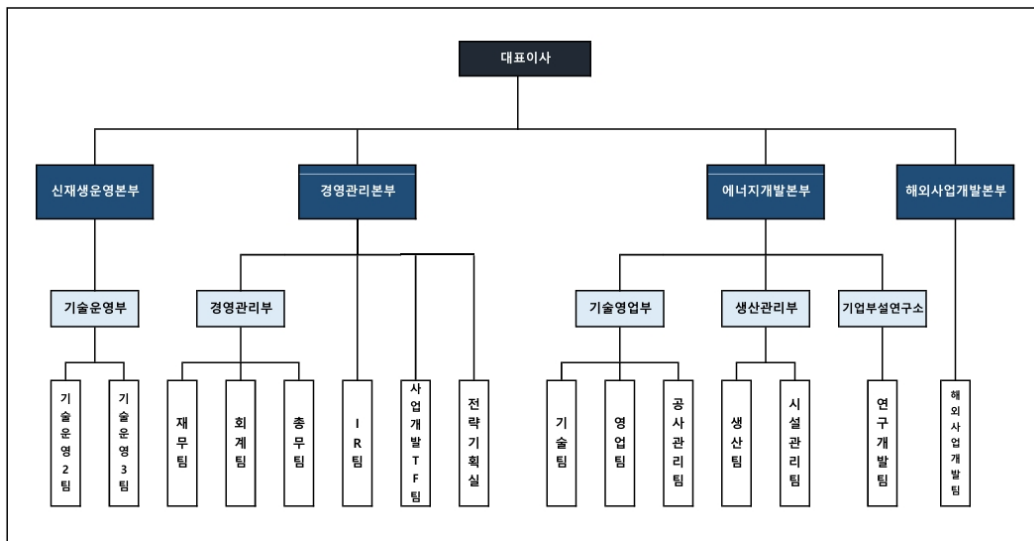 대표이사
신재생운영본부
경영관리본부
에너지개발본부
해외사업개발본부
기술운영부
경영관리부
기술영업부
생산관리부
기업부설연구소
기술운영2팀
기술운영3팀
재무팀
회계팀
총무팀
IR팀
사업개발TF팀
전략기획실
기술팀
영업팀
공사관리팀
생산팀
시설관리팀
연구개발팀
해외사업개발팀